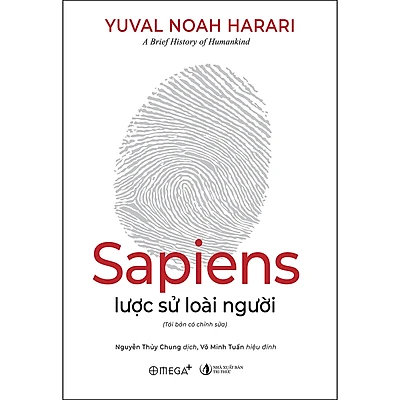 YUVAL NOAH HARARI
A Brief History of Humankind
Sapiens
lược sử loài người
(Tái bản có chỉnh sửa)
Nguyễn Thủy Chung dịch, Võ Minh Tuấn hiệu đính
OMEGA+
NHÀ XUẤT BẢN
TRI THỨC